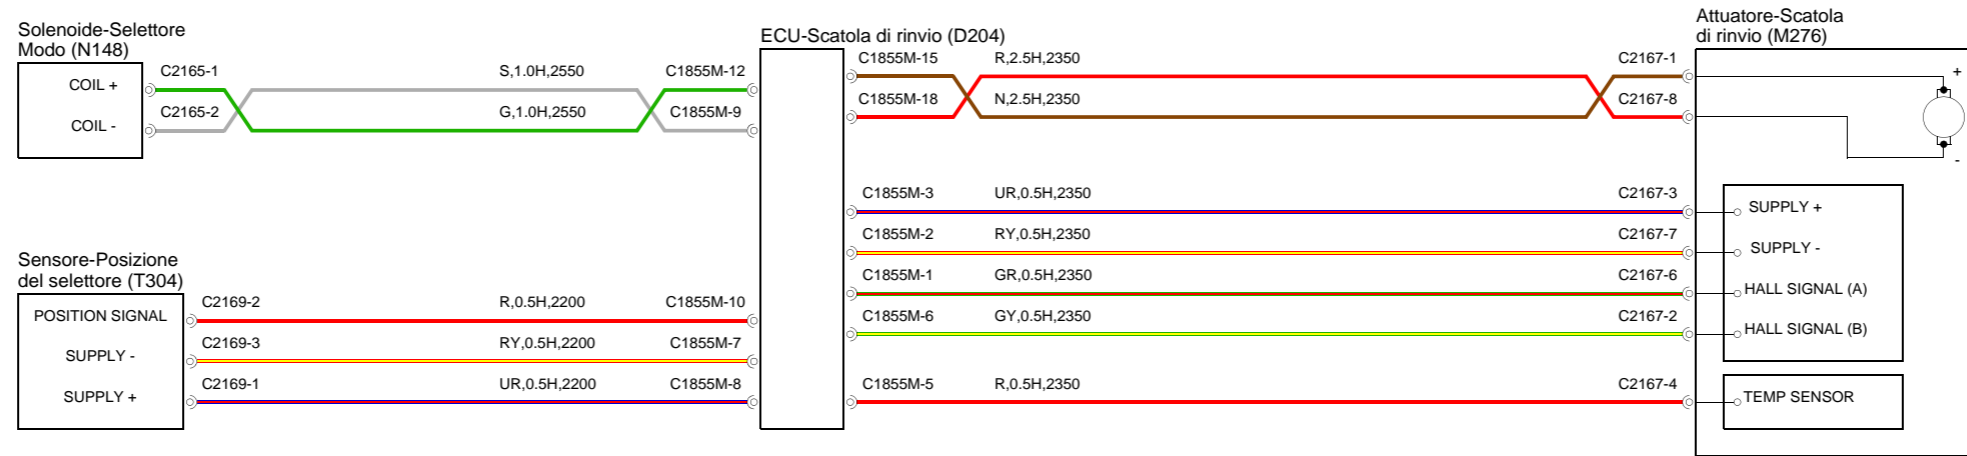 Solenoide-Selettore
Modo (N148)
COIL +
COIL -
C2165-1
S,1.0H,2550
C1855M-12
C2165-2
G,1.0H,2550
C1855M-9
Sensore-Posizione
del selettore (T304)
POSITION SIGNAL
SUPPLY -
SUPPLY +
C2169-2
R,0.5H,2200
C1855M-10
C2169-3
RY,0.5H,2200
C1855M-7
C2169-1
UR,0.5H,2200
C1855M-8
ECU-Scatola di rinvio (D204)
C1855M-15
R,2.5H,2350
C2167-1
C1855M-18
N,2.5H,2350
C2167-8
C1855M-3
UR,0.5H,2350
C2167-3
C1855M-2
RY,0.5H,2350
C2167-7
C1855M-1
GR,0.5H,2350
C2167-6
C1855M-6
GY,0.5H,2350
C2167-2
C1855M-5
R,0.5H,2350
C2167-4
Attuatore-Scatola
di rinvio (M276)
+
-
SUPPLY +
SUPPLY -
HALL SIGNAL (A)
HALL SIGNAL (B)
TEMP SENSOR